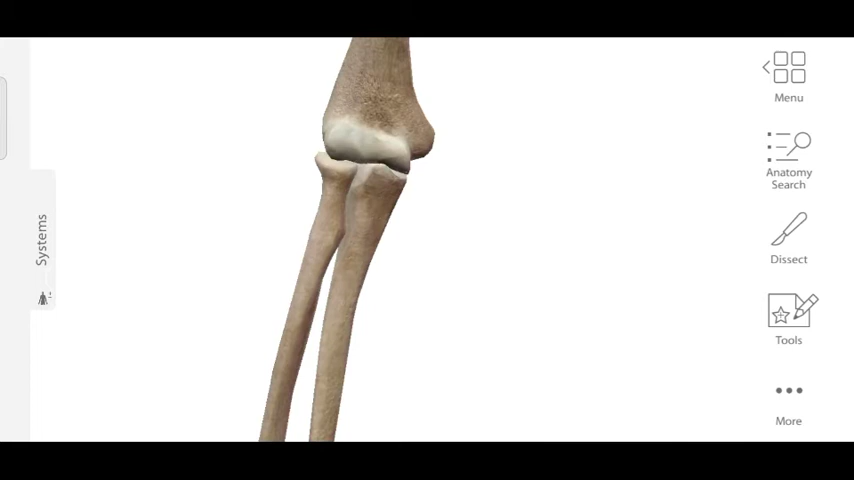 Systems
Menu
Anatomy
Search
Dissect
Tools
More